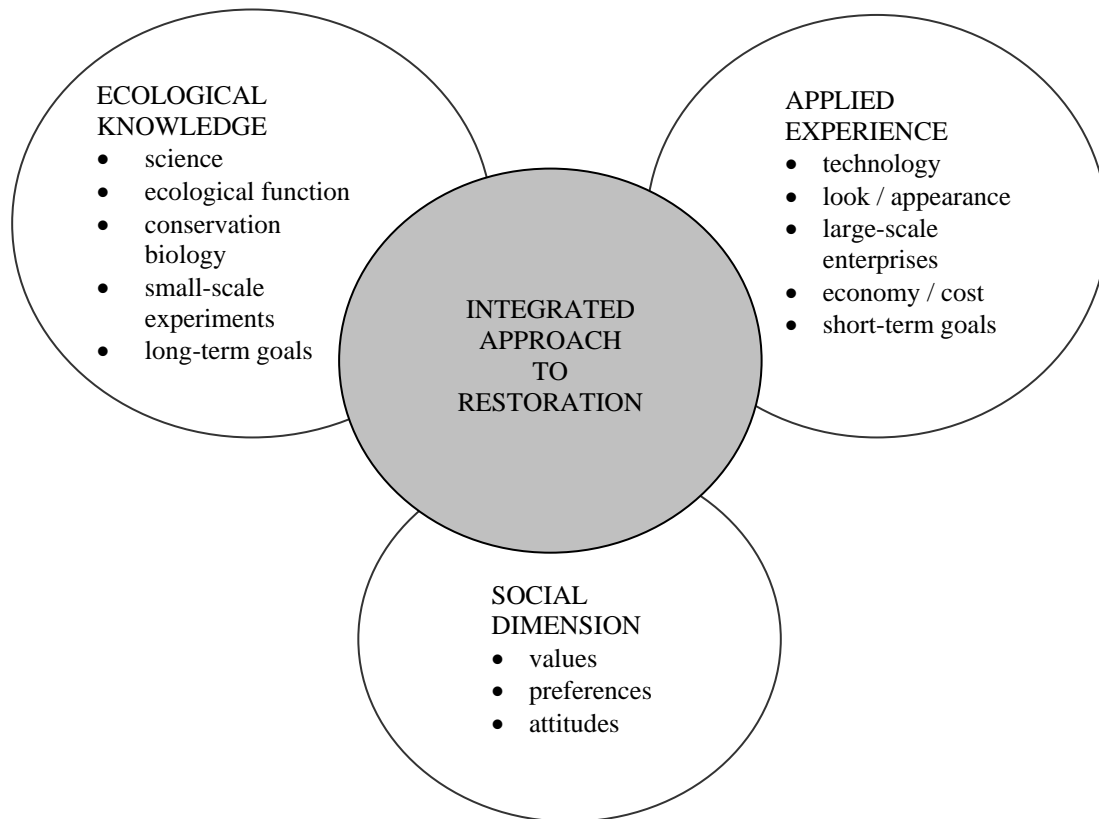 ECOLOGICAL
KNOWLEDGE
• science
• ecological function
• conservation
biology
• small-scale
experiments
• long-term goals
APPLIED
EXPERIENCE
• technology
• look / appearance
• large-scale
enterprises
• economy / cost
• short-term goals
INTEGRATED
APPROACH
TO
RESTORATION
SOCIAL
DIMENSION
• values
• preferences
• attitudes